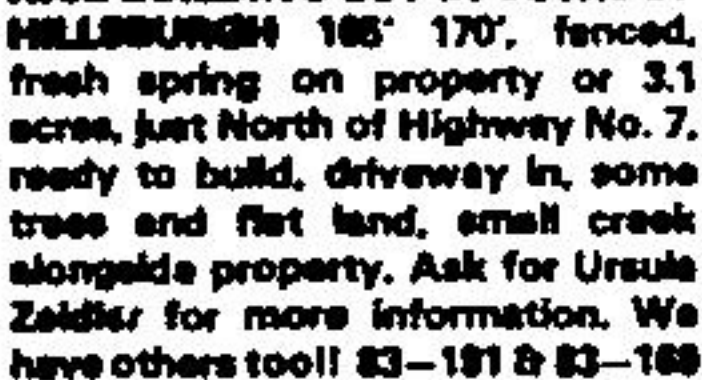 HILLSBURGH 165' 170', fenced,
fresh spring on property or 3.1
acres, just North of Highway No. 7,
ready to build, driveway in, some
trees and flat land, small creek
alongside property. Ask for Ursula
Zeidler for more information. We
have others too!! 83—191 & 83—